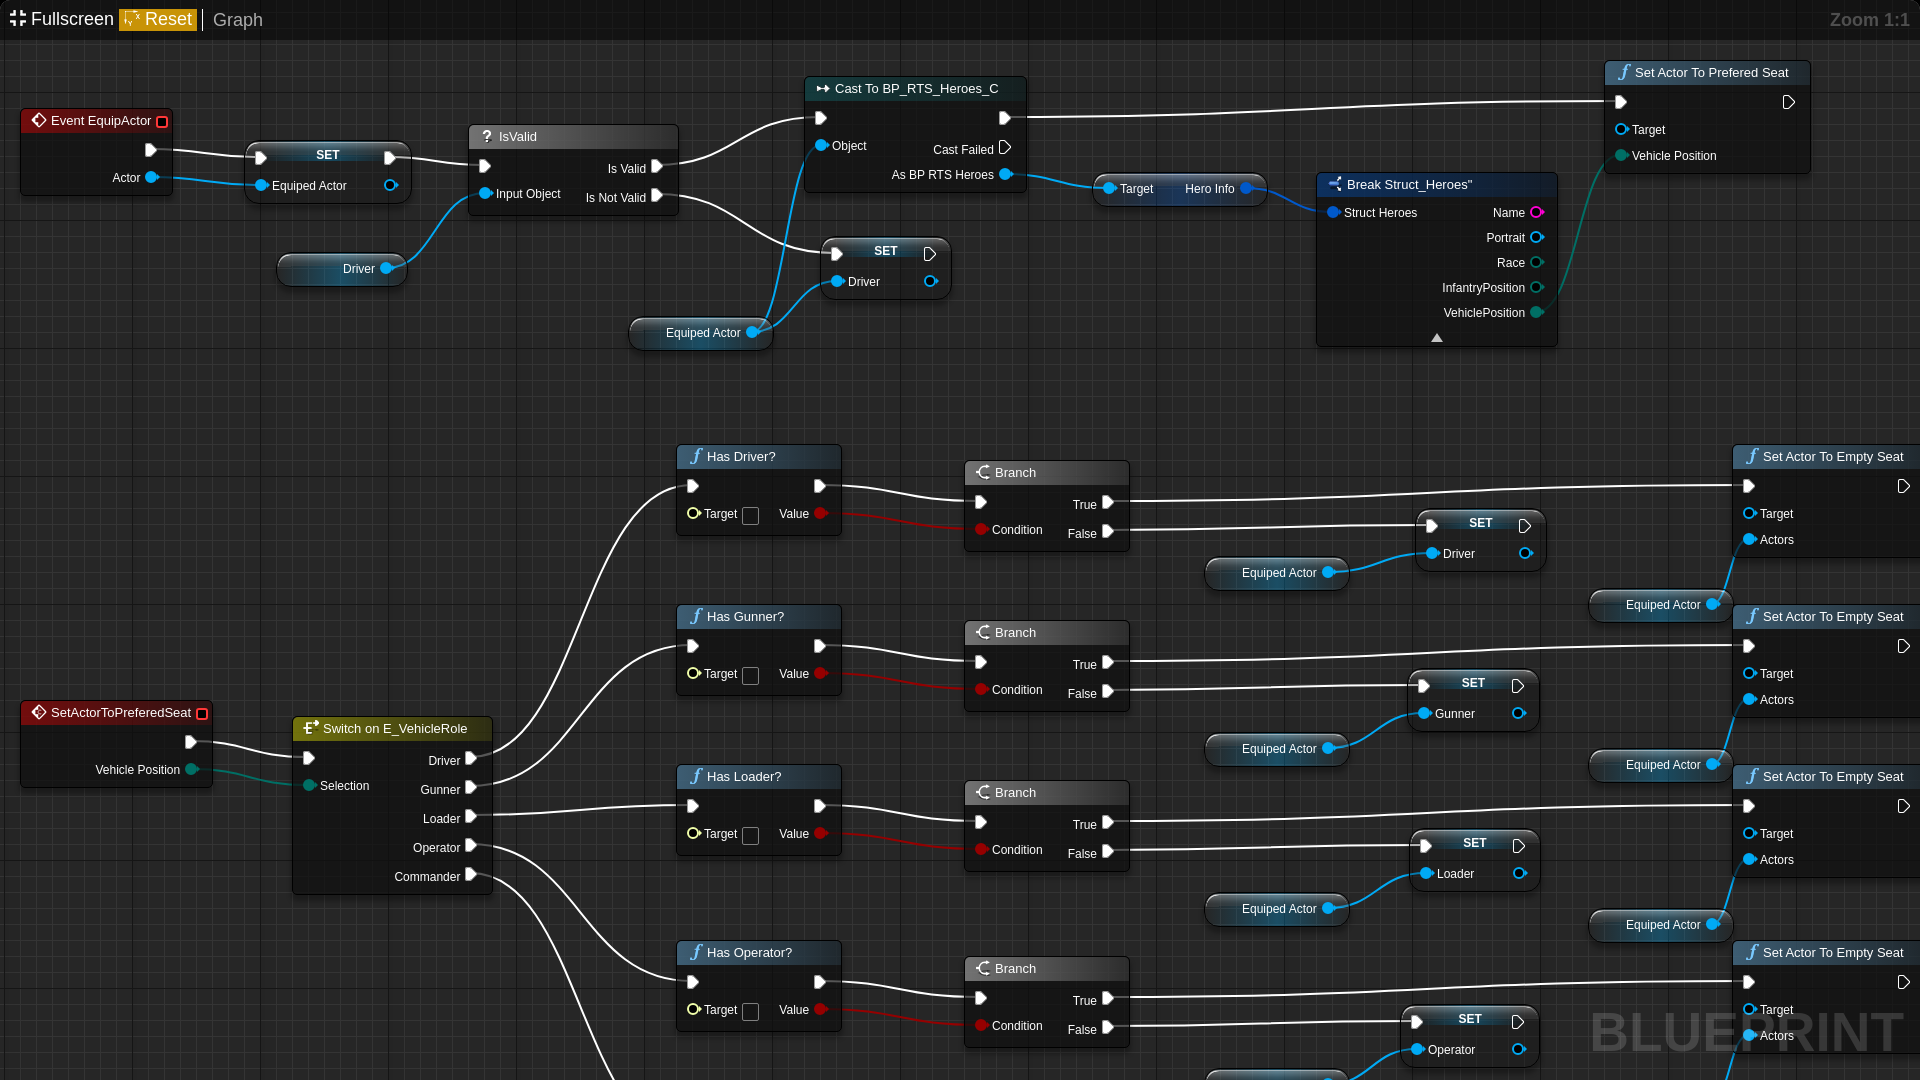 Fullscreen Reset Graph
Zoom 1:1
Event EquipActor
Actor
SET
Equiped Actor
IsValid
Is Valid
Input Object
Is Not Valid
Driver
Cast To BP_RTS_Heroes_C
Object
Cast Failed
As BP RTS Heroes
SET
Driver
Equiped Actor
Target Hero Info
Break Struct_Heroes"
Struct Heroes
Name
Portrait
Race
InfantryPosition
VehiclePosition
Set Actor To Prefered Seat
Target
Vehicle Position
SetActorToPreferedSeat
Vehicle Position
Switch on E_VehicleRole
Selection
Driver
Gunner
Loader
Operator
Commander
Has Driver?
Target
Value
Branch
True
Condition
False
SET
Driver
Equiped Actor
Set Actor To Empty Seat
Target
Actors
Equiped Actor
Has Gunner?
Target
Value
Branch
True
Condition
False
SET
Gunner
Equiped Actor
Set Actor To Empty Seat
Target
Actors
Equiped Actor
Has Loader?
Target
Value
Branch
True
Condition
False
SET
Loader
Equiped Actor
Set Actor To Empty Seat
Target
Actors
Equiped Actor
Has Operator?
Target
Value
Branch
True
Condition
False
SET
Operator
Set Actor To Empty Seat
Target
Actors
BLUEPRINT